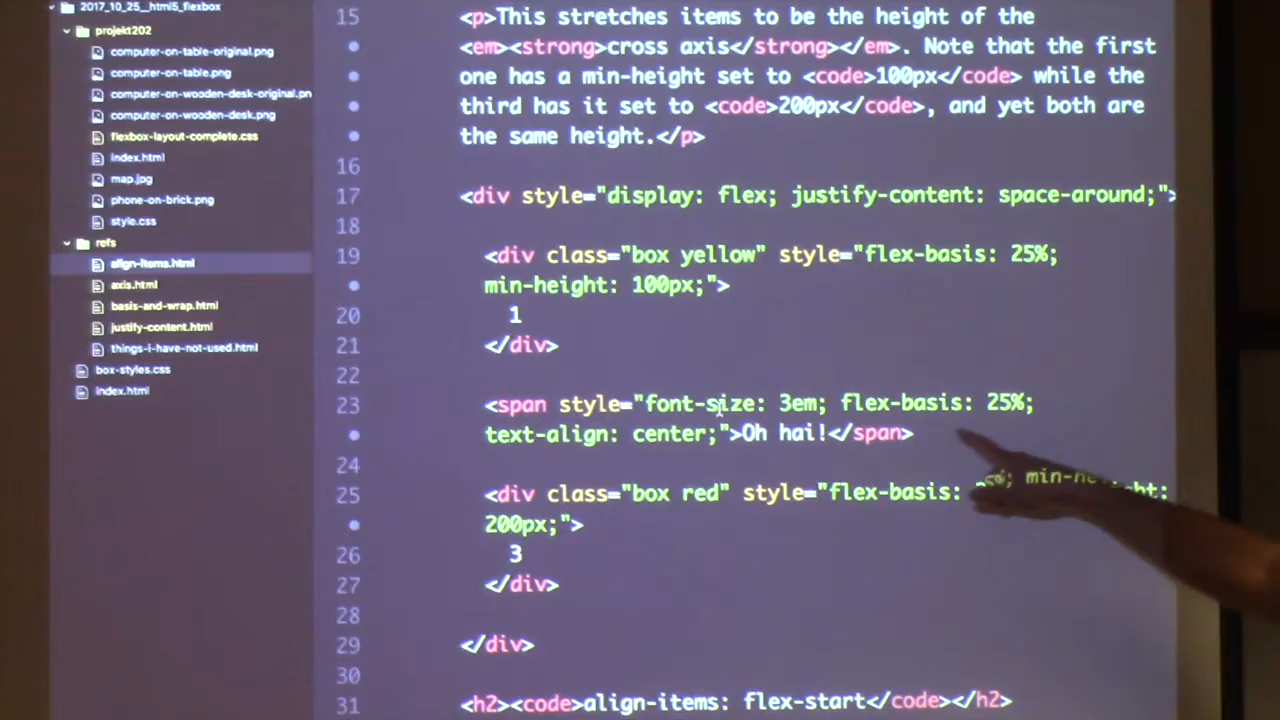 2017_10_25__html5_flexbox
projekt202
computer-on-table-original.png
computer-on-table.png
computer-on-wooden-desk-original.pn
computer-on-wooden-desk.png
flexbox-layout-complete.css
index.html
map.jpg
phone-on-brick.png
style.css
refs
align-items.html
axis.html
basis-and-wrap.html
justify-content.html
things-i-have-not-used.html
box-styles.css
index.html
15 <p>This stretches items to be the height of the
<em><strong>cross axis</strong></em>. Note that the first
one has a min-height set to <code>100px</code> while the
third has it set to <code>200px</code>, and yet both are
the same height.</p>
16
17 <div style="display: flex; justify-content: space-around;">
18
19 <div class="box yellow" style="flex-basis: 25%;
min-height: 100px;">
20 1
21 </div>
22
23 <span style="font-size: 3em; flex-basis: 25%;
text-align: center;">Oh hai!</span>
24
25 <div class="box red" style="flex-basis:
200px;">
26 3
27 </div>
28
29 </div>
30
31 <h2><code>align-items: flex-start</code></h2>